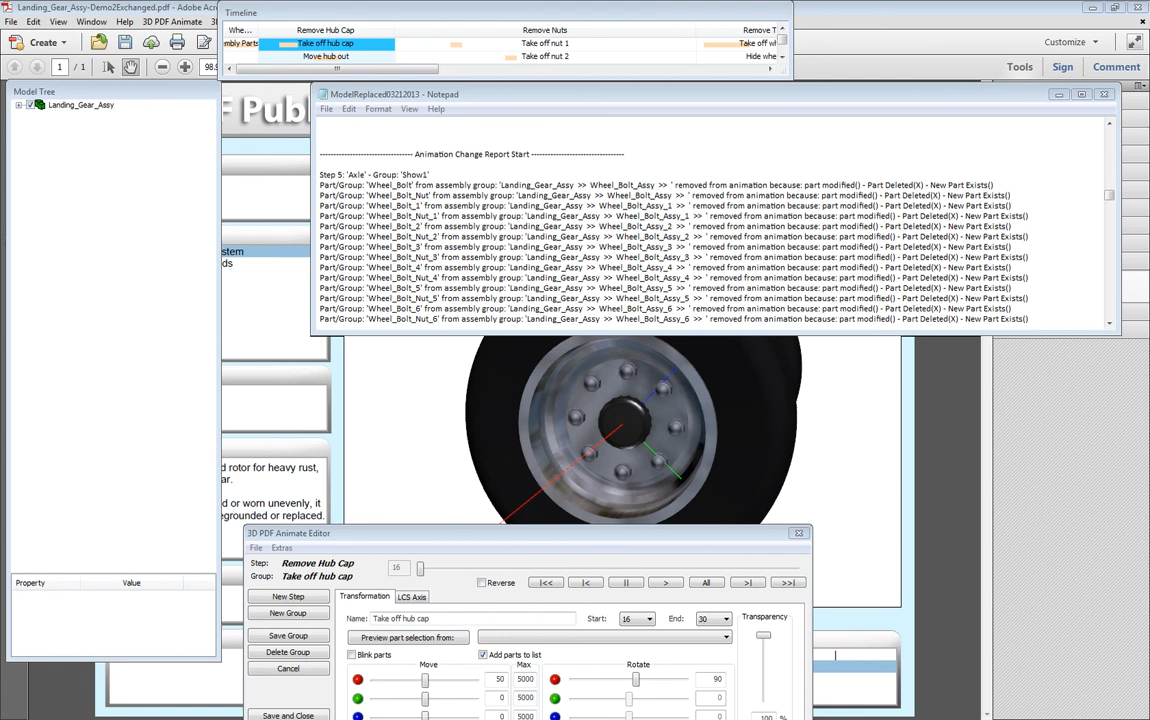 Landing_Gear_Assy-Demo2Exchanged.pdf - Adobe Acro
File Edit View Window 3D PDF Animate
Create
Customize
1 / 1
Tools Sign Comment
Timeline
Whe... Remove Hub Cap Remove Nuts Remove T
mbly Parts Take off hub cap Take off nut 1 Take off wh
Move hub out Take off nut 2 Hide whe
Model Tree
Landing_Gear_Assy
F Publ
stem
ds
ModelReplaced03212013 - Notepad
File Edit Format View Help
-------------------------------- Animation Change Report Start --------------------------------
Step 5: 'Axle' - Group: 'Show1'
Part/Group: 'Wheel_Bolt' from assembly group: 'Landing_Gear_Assy >> Wheel_Bolt_Assy >> ' removed from animation because: part modified() - Part Deleted(X) - New Part Exists()
Part/Group: 'Wheel_Bolt_Nut' from assembly group: 'Landing_Gear_Assy >> Wheel_Bolt_Assy >> ' removed from animation because: part modified() - Part Deleted(X) - New Part Exists()
Part/Group: 'Wheel_Bolt_1' from assembly group: 'Landing_Gear_Assy >> Wheel_Bolt_Assy_1 >> ' removed from animation because: part modified() - Part Deleted(X) - New Part Exists()
Part/Group: 'Wheel_Bolt_Nut_1' from assembly group: 'Landing_Gear_Assy >> Wheel_Bolt_Assy_1 >> ' removed from animation because: part modified() - Part Deleted(X) - New Part Exists()
Part/Group: 'Wheel_Bolt_2' from assembly group: 'Landing_Gear_Assy >> Wheel_Bolt_Assy_2 >> ' removed from animation because: part modified() - Part Deleted(X) - New Part Exists()
Part/Group: 'Wheel_Bolt_Nut_2' from assembly group: 'Landing_Gear_Assy >> Wheel_Bolt_Assy_2 >> ' removed from animation because: part modified() - Part Deleted(X) - New Part Exists()
Part/Group: 'Wheel_Bolt_3' from assembly group: 'Landing_Gear_Assy >> Wheel_Bolt_Assy_3 >> ' removed from animation because: part modified() - Part Deleted(X) - New Part Exists()
Part/Group: 'Wheel_Bolt_Nut_3' from assembly group: 'Landing_Gear_Assy >> Wheel_Bolt_Assy_3 >> ' removed from animation because: part modified() - Part Deleted(X) - New Part Exists()
Part/Group: 'Wheel_Bolt_4' from assembly group: 'Landing_Gear_Assy >> Wheel_Bolt_Assy_4 >> ' removed from animation because: part modified() - Part Deleted(X) - New Part Exists()
Part/Group: 'Wheel_Bolt_Nut_4' from assembly group: 'Landing_Gear_Assy >> Wheel_Bolt_Assy_4 >> ' removed from animation because: part modified() - Part Deleted(X) - New Part Exists()
Part/Group: 'Wheel_Bolt_5' from assembly group: 'Landing_Gear_Assy >> Wheel_Bolt_Assy_5 >> ' removed from animation because: part modified() - Part Deleted(X) - New Part Exists()
Part/Group: 'Wheel_Bolt_Nut_5' from assembly group: 'Landing_Gear_Assy >> Wheel_Bolt_Assy_5 >> ' removed from animation because: part modified() - Part Deleted(X) - New Part Exists()
Part/Group: 'Wheel_Bolt_6' from assembly group: 'Landing_Gear_Assy >> Wheel_Bolt_Assy_6 >> ' removed from animation because: part modified() - Part Deleted(X) - New Part Exists()
Part/Group: 'Wheel_Bolt_Nut_6' from assembly group: 'Landing_Gear_Assy >> Wheel_Bolt_Assy_6 >> ' removed from animation because: part modified() - Part Deleted(X) - New Part Exists()
d rotor for heavy rust,
ar.
d or worn unevenly, it
egrounded or replaced.
Property Value
3D PDF Animate Editor
File Extras
Step: Remove Hub Cap
Group: Take off hub cap
16
Reverse |<< |< || > All >| >>|
New Step
New Group
Save Group
Delete Group
Cancel
Save and Close
Transformation LCS Axis
Name: Take off hub cap Start: 16 End: 30
Transparency
Preview part selection from:
Blink parts Add parts to list
Move Max Rotate
50 5000 90
0 5000 0
0 5000 0
100 %